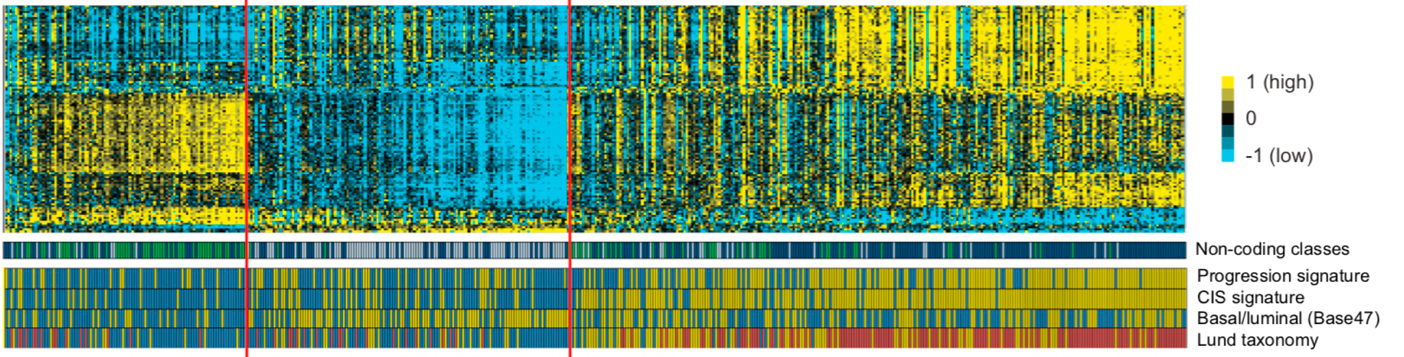 1 (high)
0
-1 (low)
Non-coding classes
Progression signature
CIS signature
Basal/luminal (Base47)
Lund taxonomy